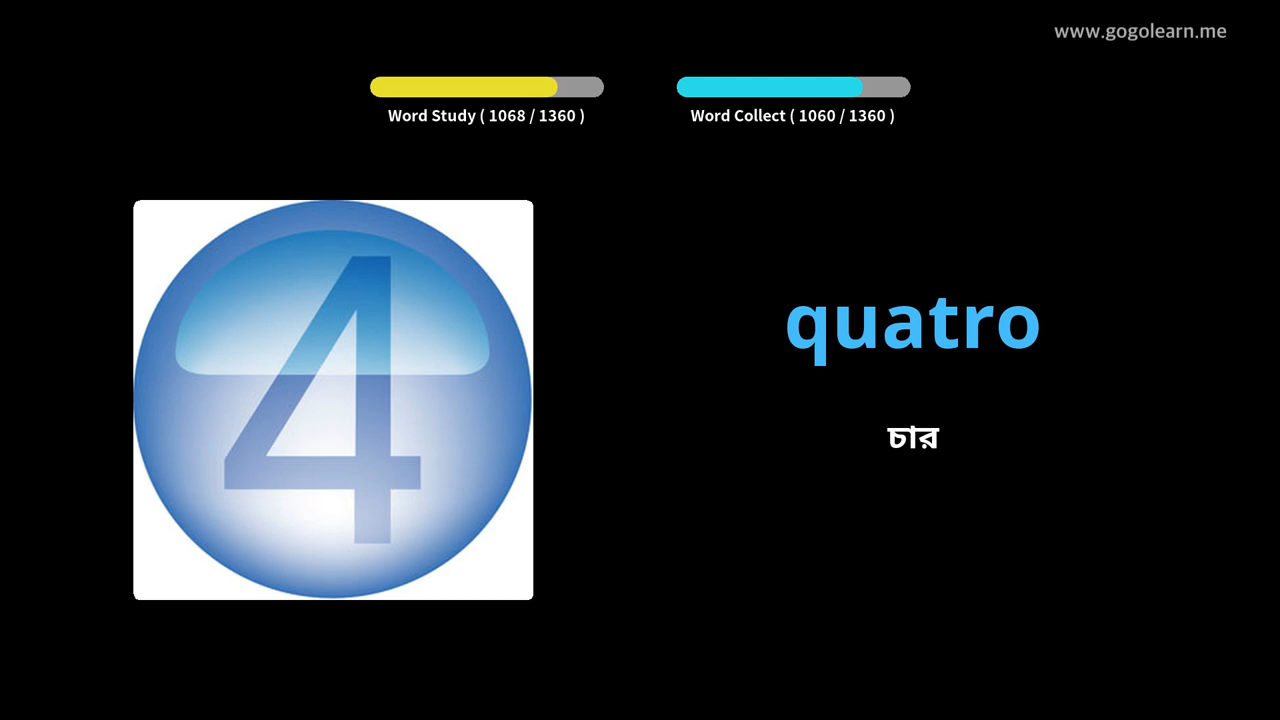 www.gogolearn.me
Word Study ( 1068 / 1360 )
Word Collect ( 1060 / 1360 )
4
quatro
চার